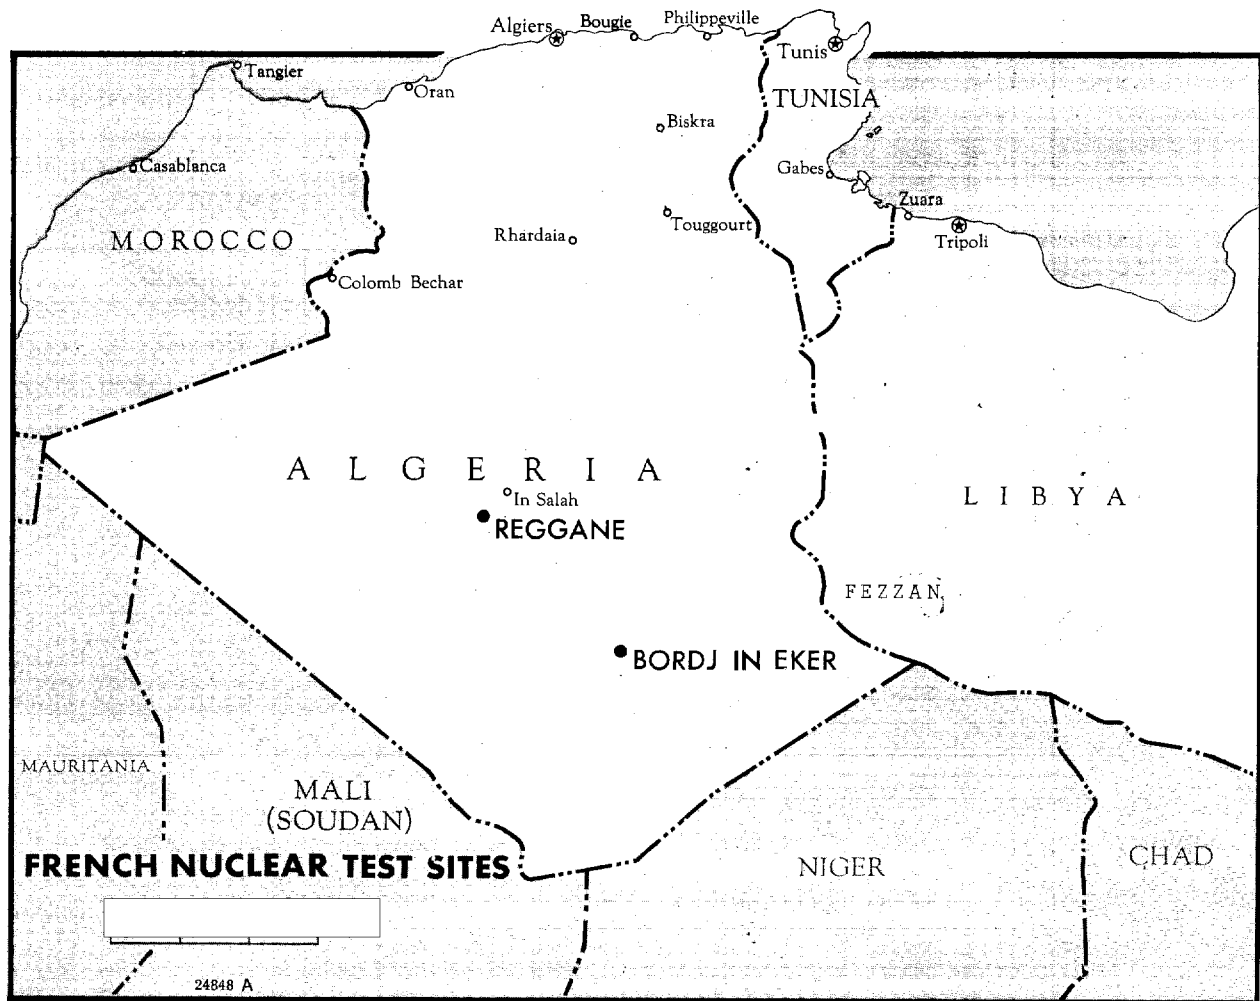 Algiers
Bougie
Philippeville
Tunis
Tangier
Oran
TUNISIA
Biskra
Casablanca
Gabes
Zuara
Touggourt
MOROCCO
Rhardaia
Tripoli
Colomb Bechar
ALGERIA
In Salah
LIBYA
REGGANE
FEZZAN
BORDJ IN EKER
MAURITANIA
MALI
(SOUDAN)
FRENCH NUCLEAR TEST SITES
NIGER
CHAD
24848 A